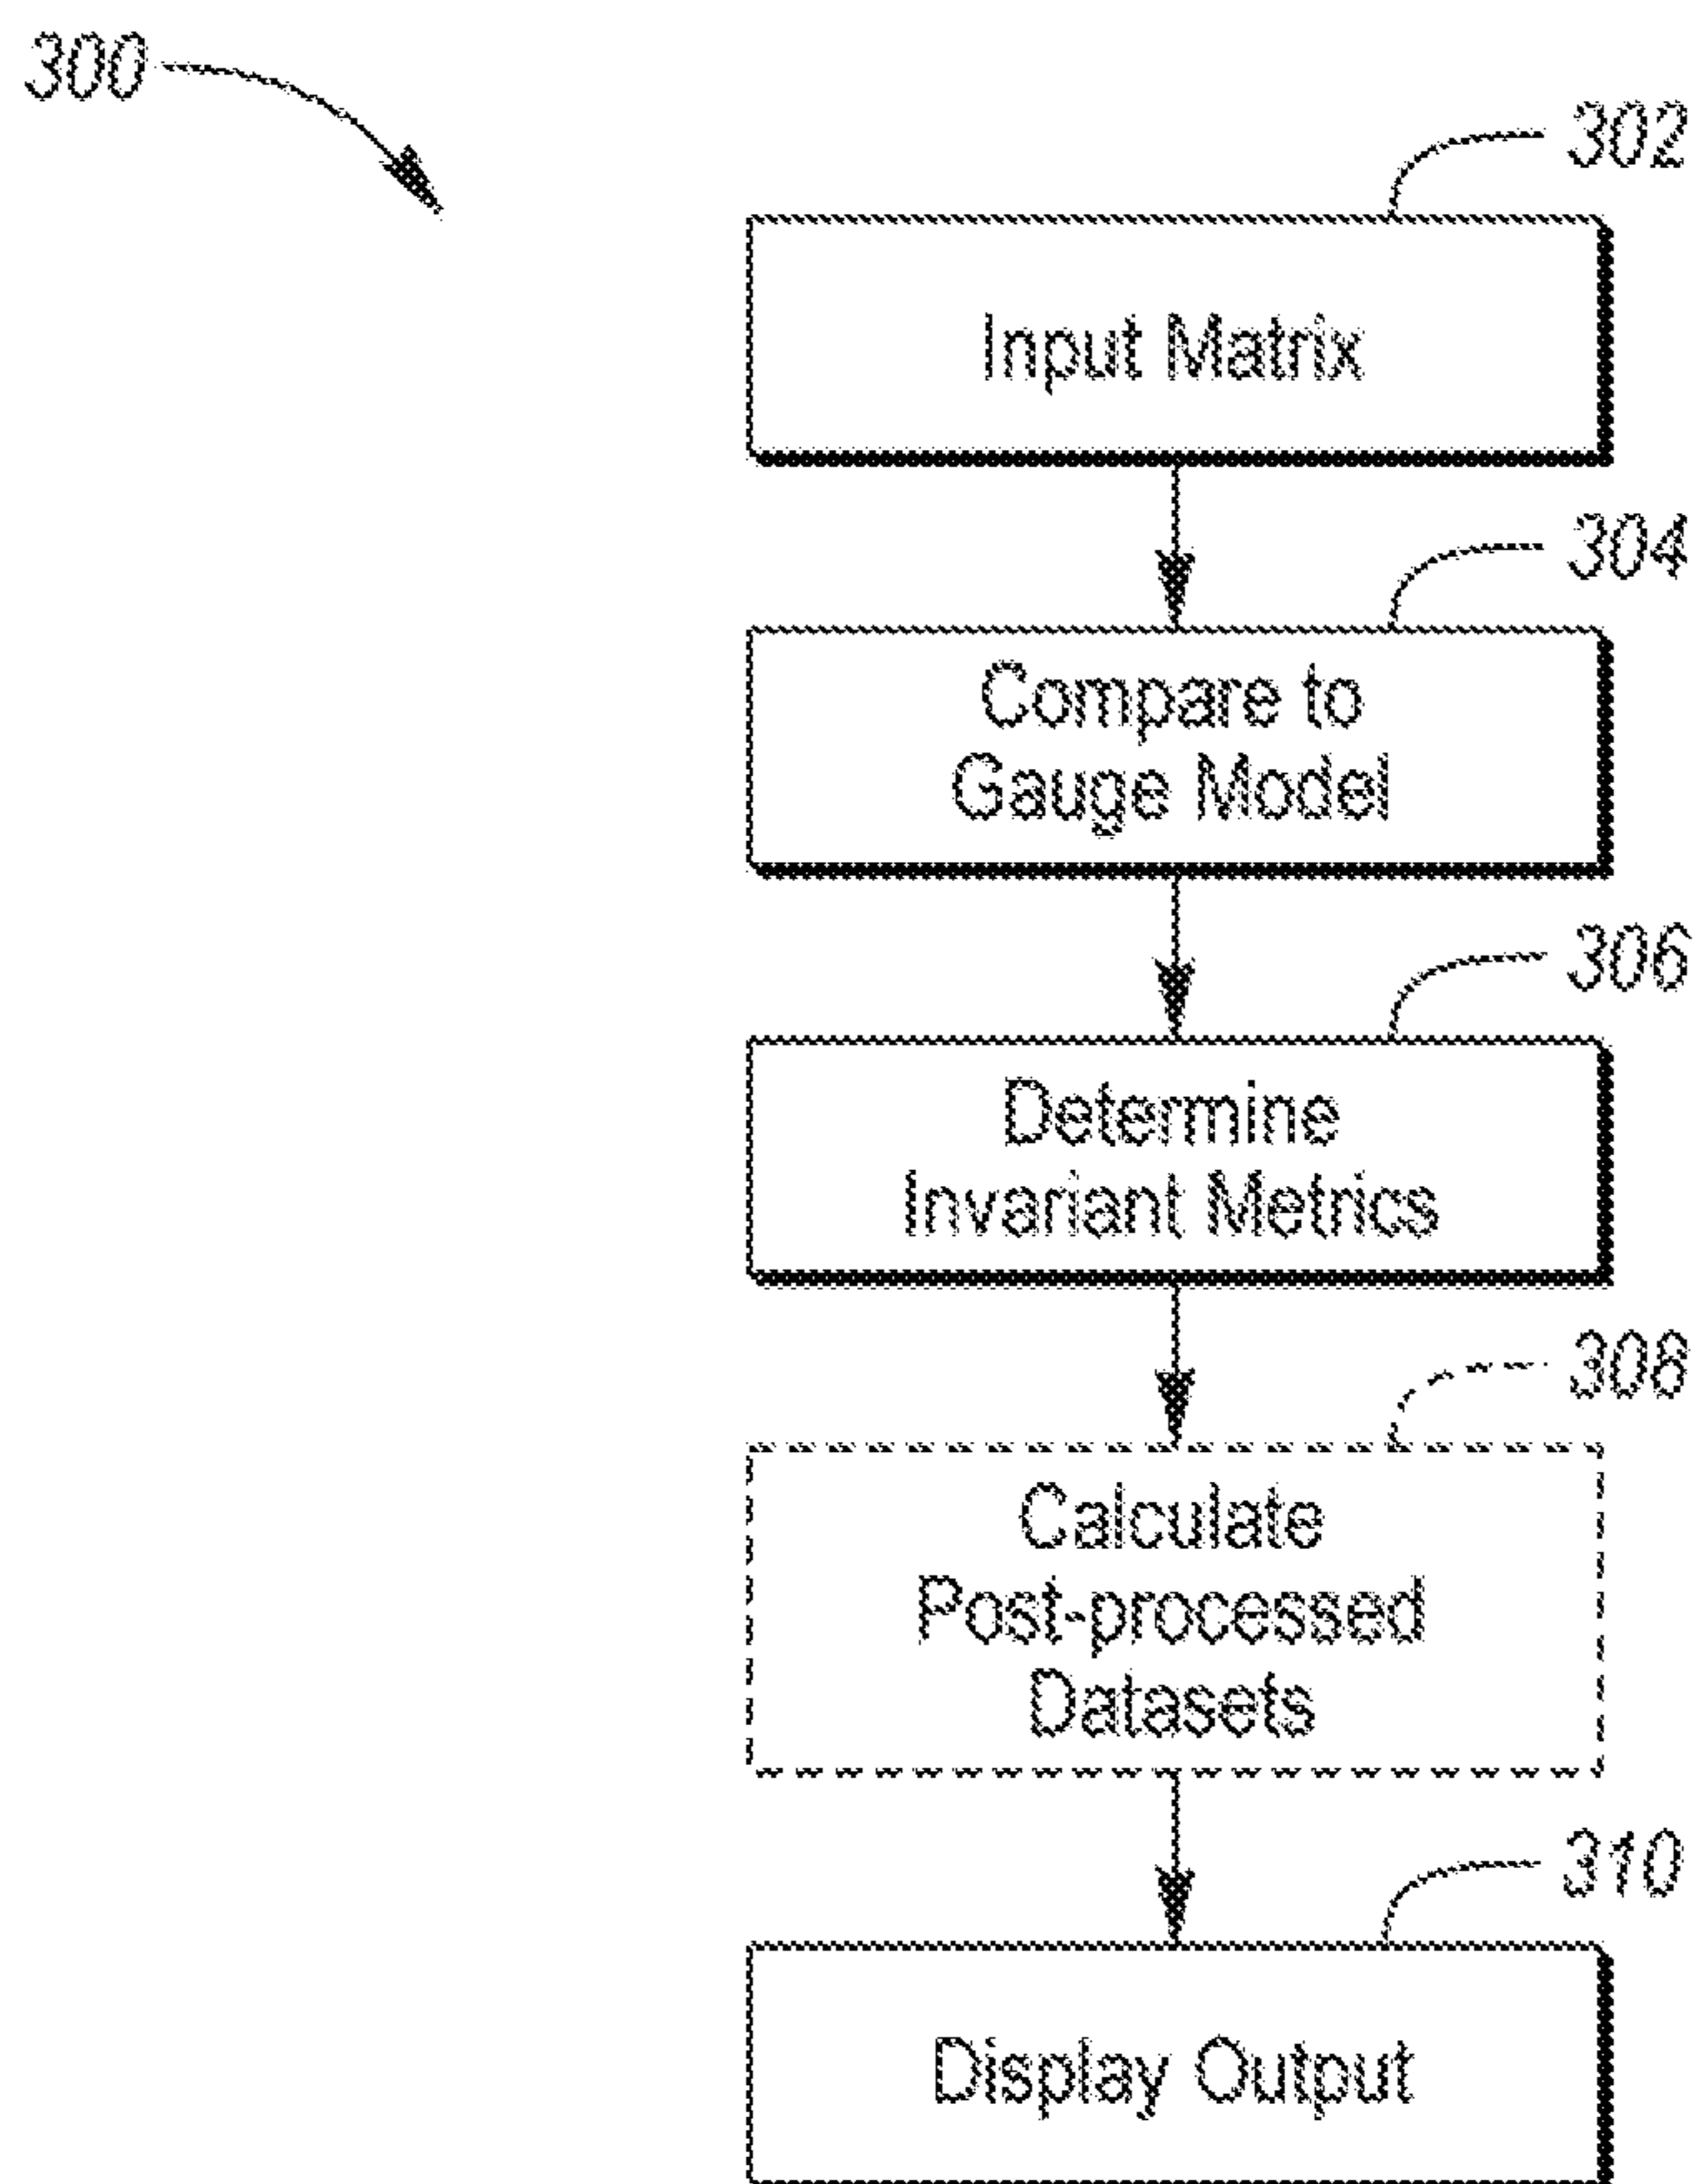 300
302
Input Matrix
304
Compare to
Gauge Model
306
Determine
Invariant Metrics
308
Calculate
Post-processed
Datasets
310
Display Output